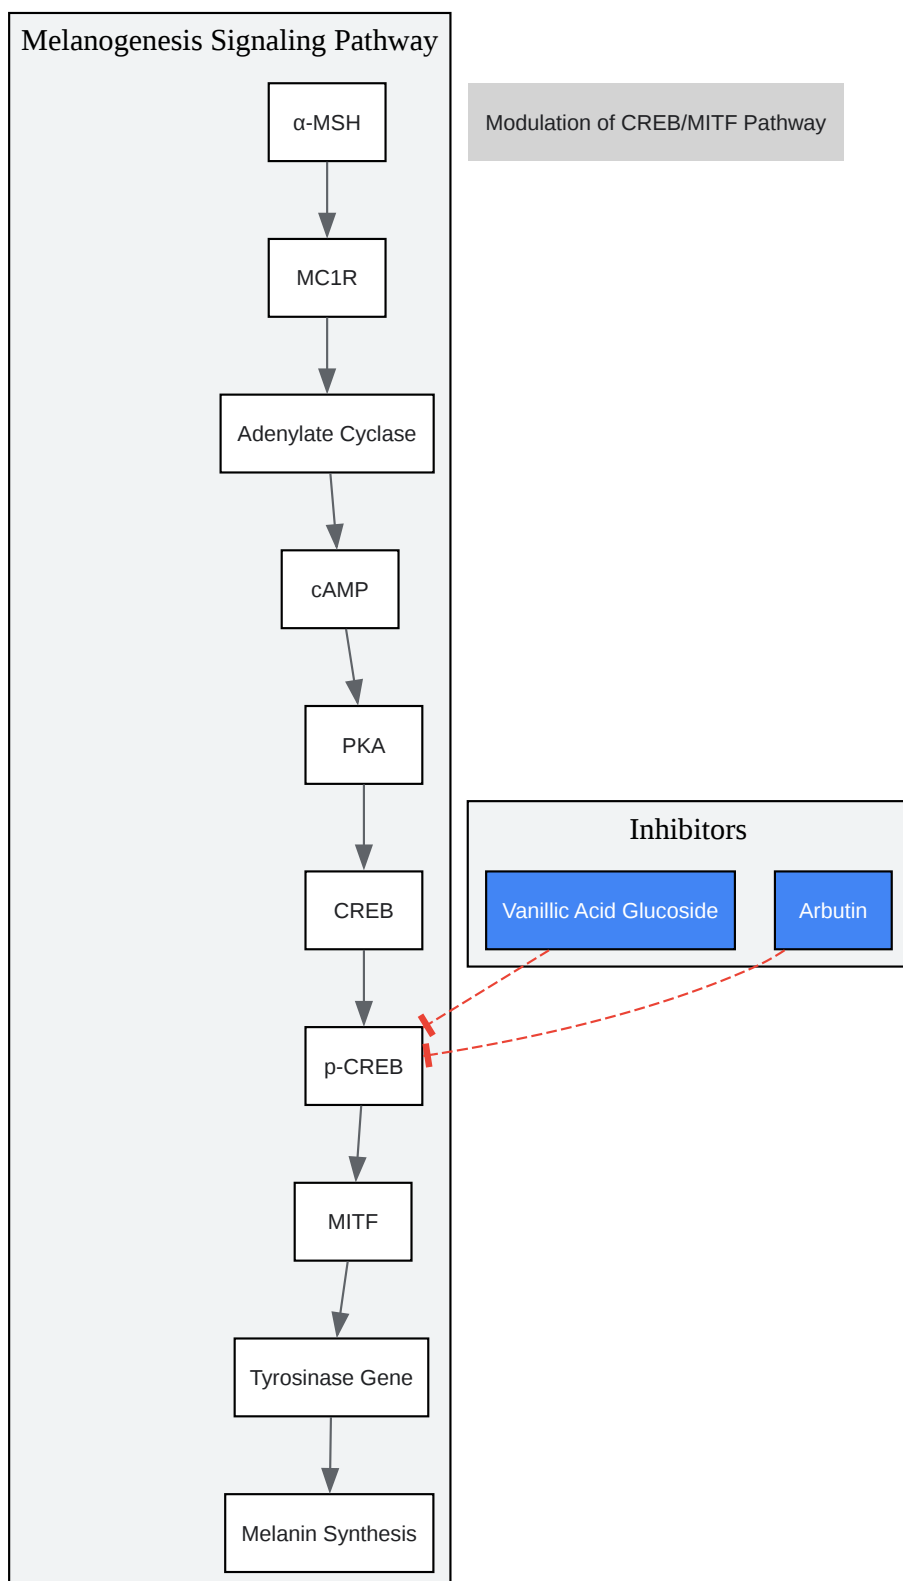 Melanogenesis Signaling Pathway
α-MSH
Modulation of CREB/MITF Pathway
MC1R
Adenylate Cyclase
cAMP
PKA
Inhibitors
CREB
Vanillic Acid Glucoside
Arbutin
p-CREB
MITF
Tyrosinase Gene
Melanin Synthesis